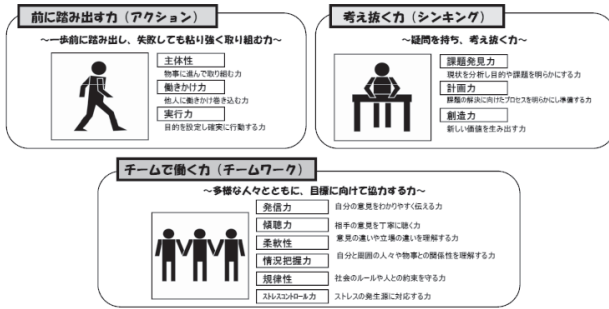 前に踏み出す力（アクション）
～一歩前に踏み出し、失敗しても粘り強く取り組む力～
主体性
物事に進んで取り組む力
働きかけ力
他人に働きかけ巻き込む力
実行力
目的を設定し確実に行動する力
考え抜く力（シンキング）
～疑問を持ち、考え抜く力～
課題発見力
現状を分析し目的や課題を明らかにする力
計画力
課題の解決に向けたプロセスを明らかにし準備する力
創造力
新しい価値を生み出す力
チームで働く力（チームワーク）
～多様な人々とともに、目標に向けて協力する力～
発信力 自分の意見をわかりやすく伝える力
傾聴力 相手の意見を丁寧に聴く力
柔軟性 意見の違いや立場の違いを理解する力
情況把握力 自分と周囲の人々や物事との関係性を理解する力
規律性 社会のルールや人との約束を守る力
ストレスコントロール力 ストレスの発生源に対応する力